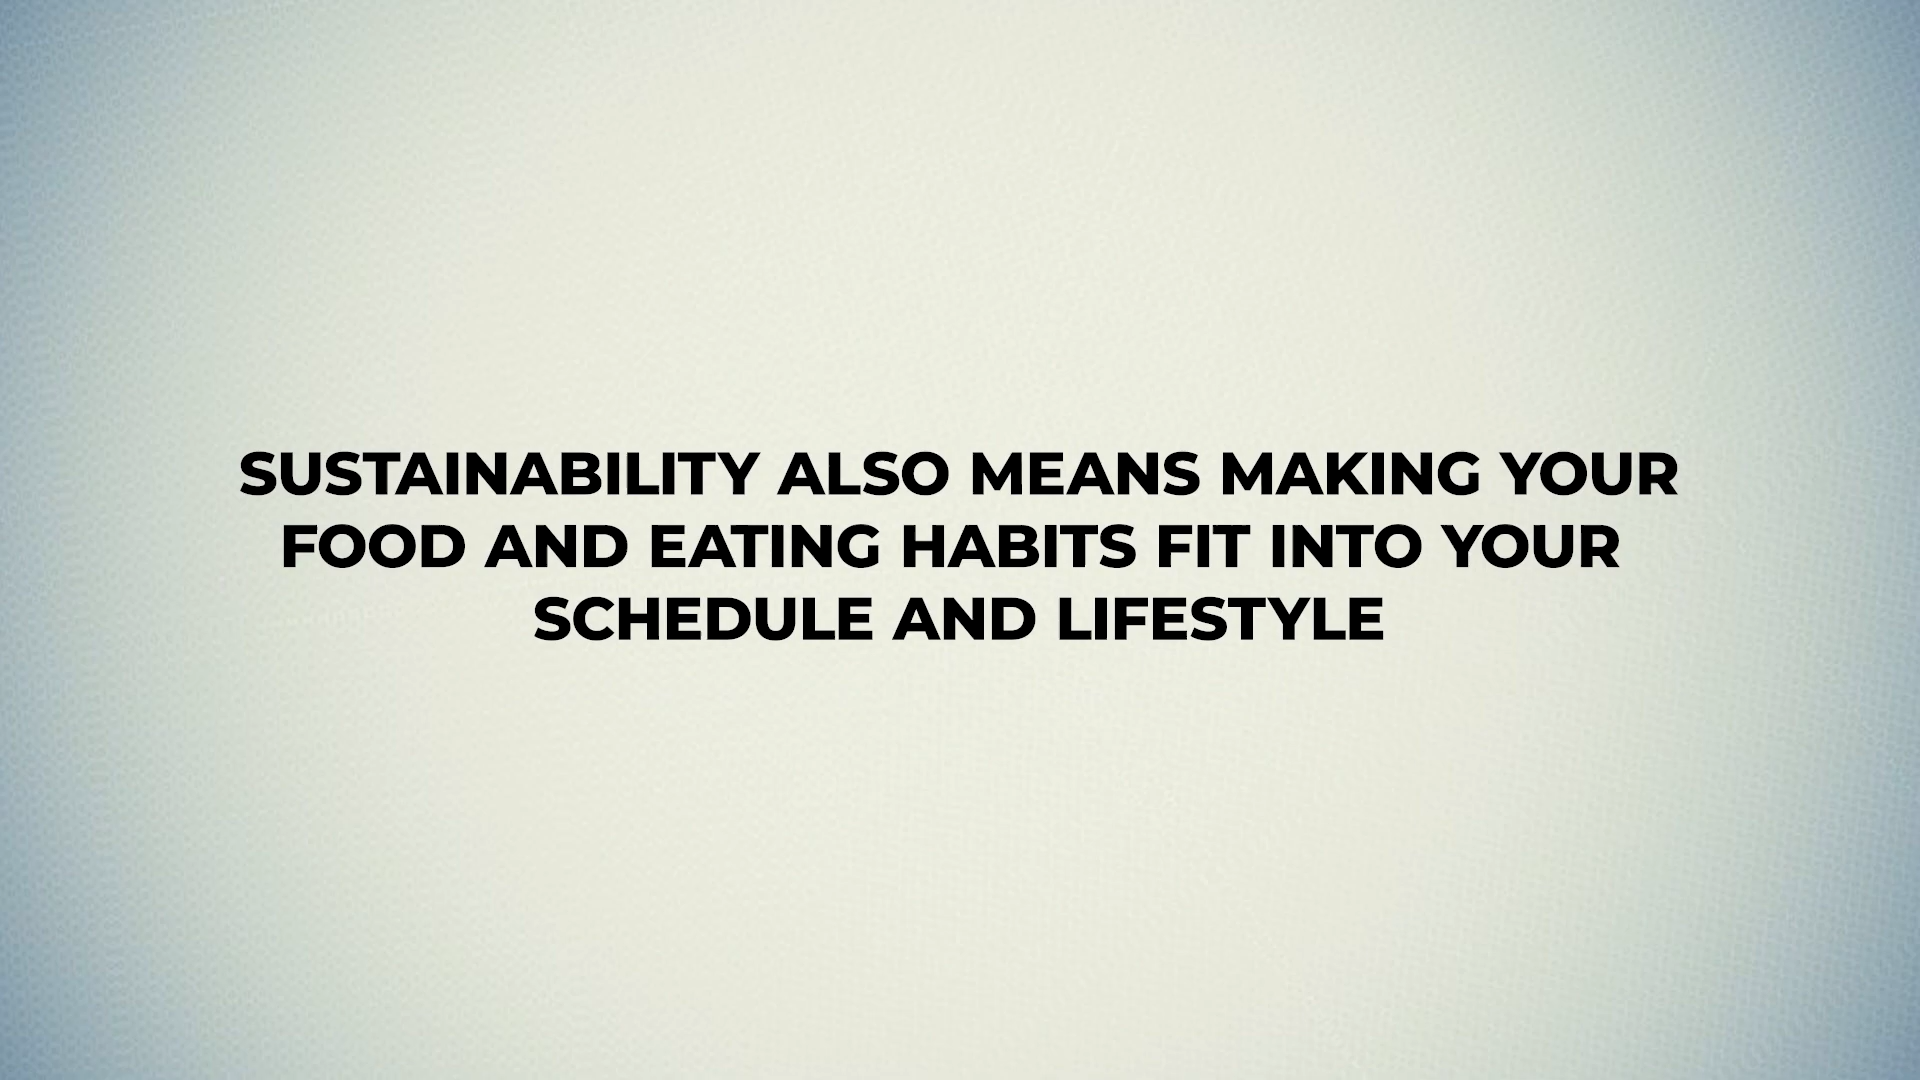 SUSTAINABILITY ALSO MEANS MAKING YOUR
FOOD AND EATING HABITS FIT INTO YOUR
SCHEDULE AND LIFESTYLE